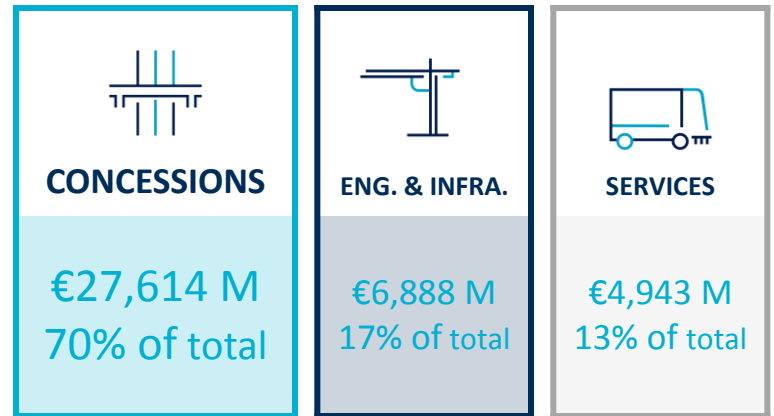 CONCESSIONS
€27,614 M
70% of total
ENG. & INFRA.
€6,888 M
17% of total
SERVICES
€4,943 M
13% of total